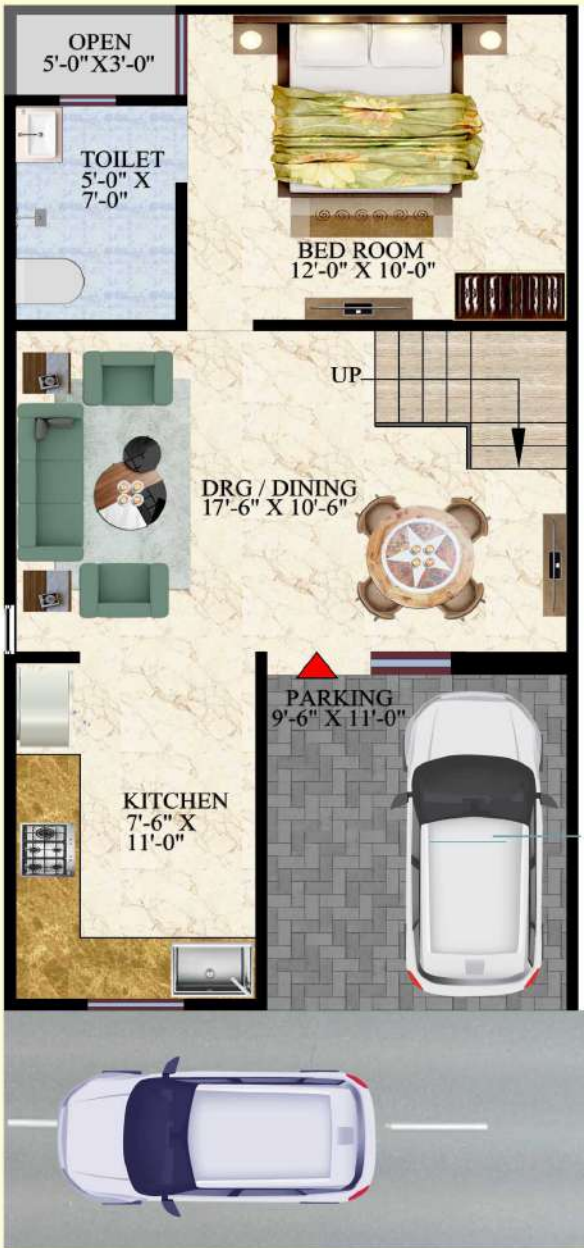 OPEN
5'-0"X3'-0"
TOILET
5'-0" X
7'-0"
BED ROOM
12'-0" X 10'-0"
UP
DRG / DINING
17'-6" X 10'-6"
PARKING
9'-6" X 11'-0"
KITCHEN
7'-6" X
11'-0"